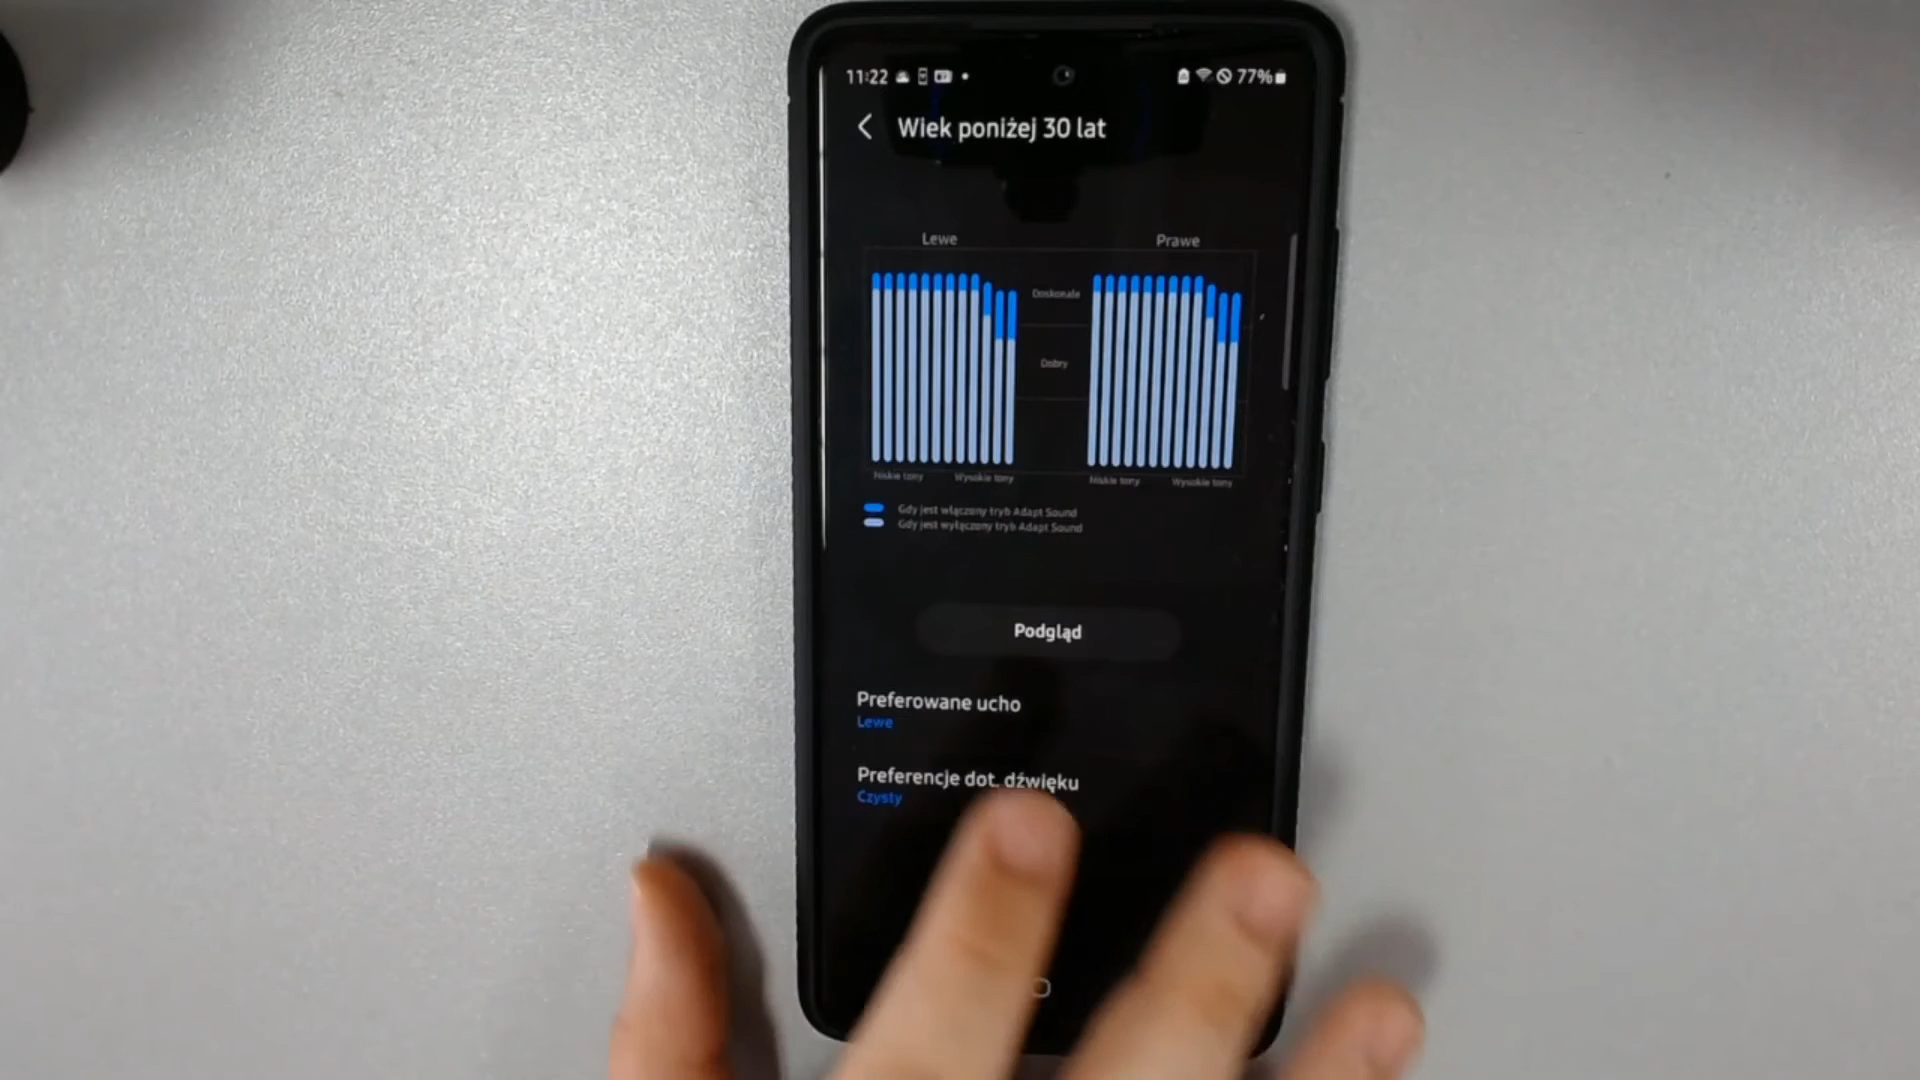 11:22
77%
Wiek poniżej 30 lat
Lewe
Prawe
Doskonale
Dobry
Niskie tony
Wysokie tony
Niskie tony
Wysokie tony
Gdy jest włączony tryb Adapt Sound
Gdy jest wyłączony tryb Adapt Sound
Podgląd
Preferowane ucho
Lewe
Preferencje dot. dźwięku
Czysty